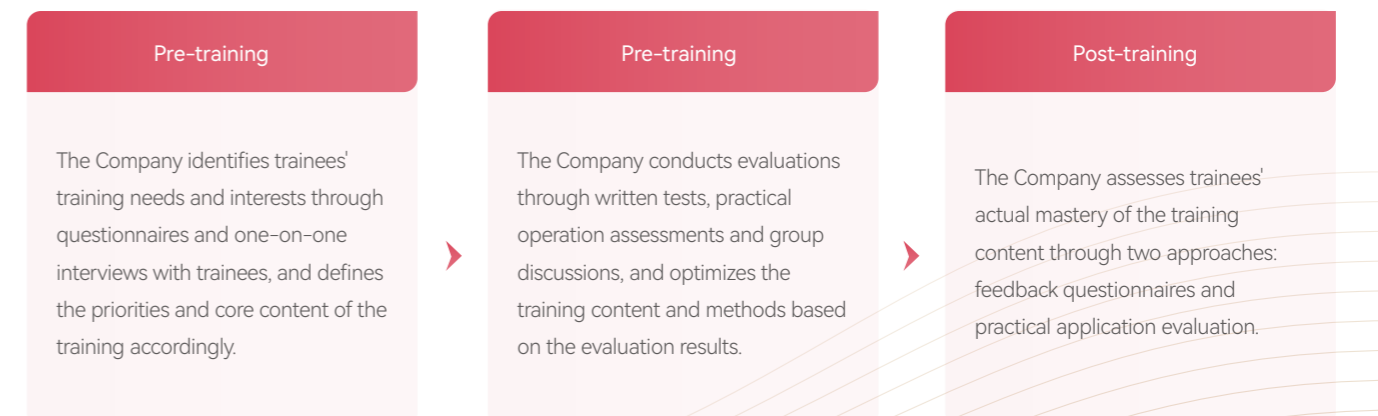 Pre-training
The Company identifies trainees'
training needs and interests through
questionnaires and one-on-one
interviews with trainees, and defines
the priorities and core content of the
training accordingly.
Pre-training
The Company conducts evaluations
through written tests, practical
operation assessments and group
discussions, and optimizes the
training content and methods based
on the evaluation results.
Post-training
The Company assesses trainees'
actual mastery of the training
content through two approaches:
feedback questionnaires and
practical application evaluation.